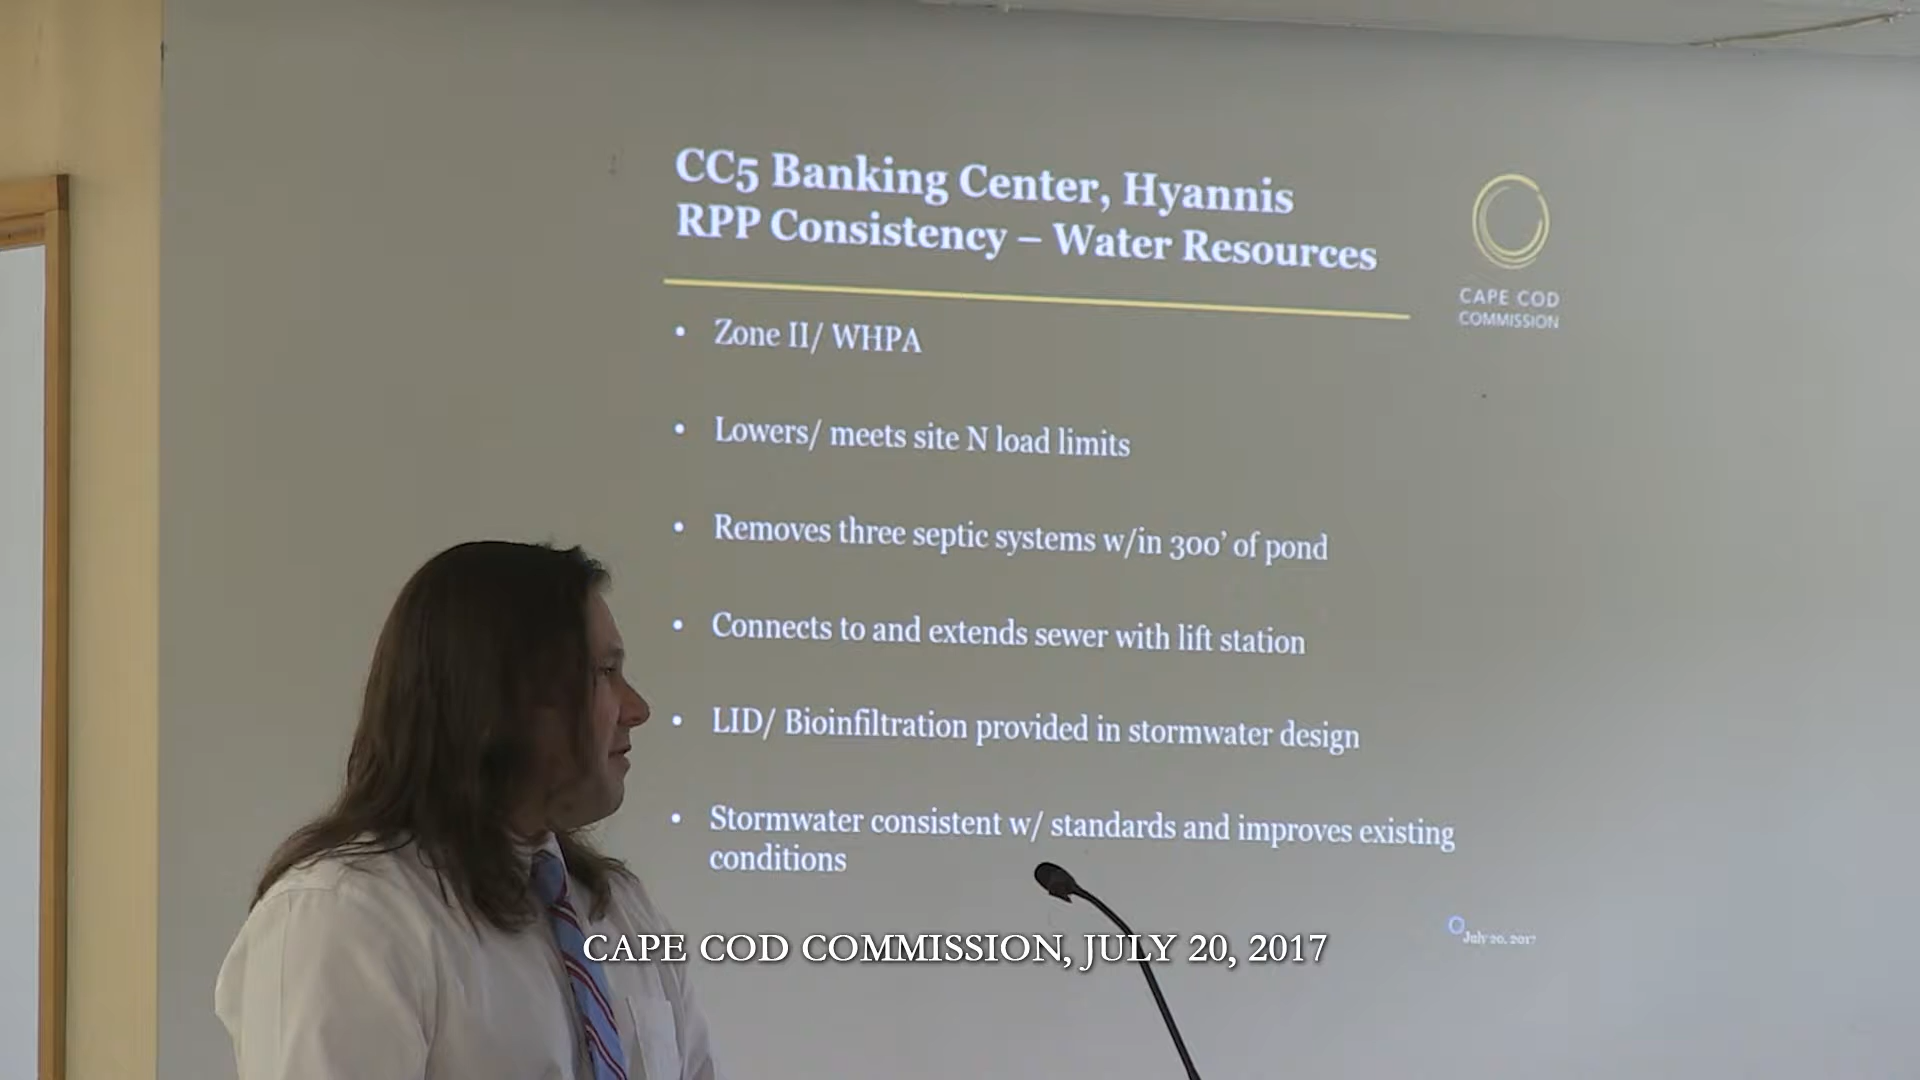 CC5 Banking Center, Hyannis
RPP Consistency – Water Resources
CAPE COD
COMMISSION
• Zone II/ WHPA
• Lowers/ meets site N load limits
• Removes three septic systems w/in 300’ of pond
• Connects to and extends sewer with lift station
• LID/ Bioinfiltration provided in stormwater design
• Stormwater consistent w/ standards and improves existing
conditions
July 20, 2017
CAPE COD COMMISSION, JULY 20, 2017